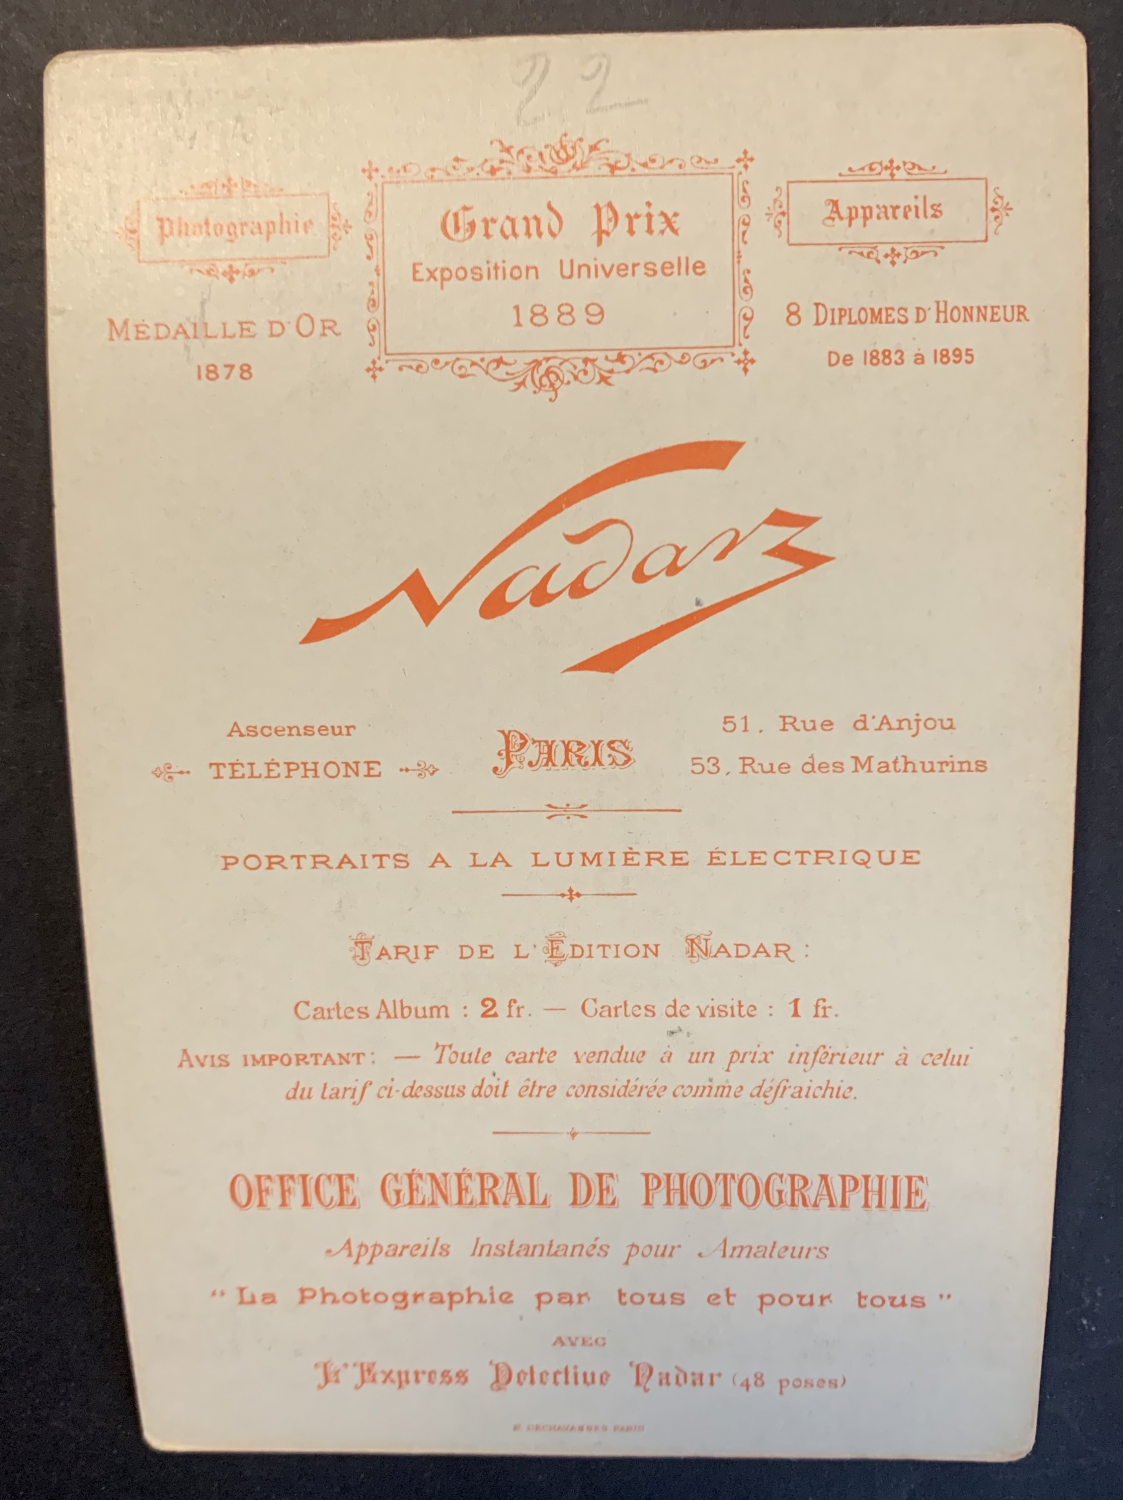 22
Photographie
MÉDAILLE D'OR
1878
Grand Prix
Exposition Universelle
1889
Appareils
8 DIPLOMES D'HONNEUR
De 1883 à 1895
Nadar
Ascenseur
TÉLÉPHONE
PARIS
51. Rue d'Anjou
53. Rue des Mathurins
PORTRAITS A LA LUMIÈRE ÉLECTRIQUE
TARIF DE L'ÉDITION NADAR :
Cartes Album : 2 fr. — Cartes de visite : 1 fr.
AVIS IMPORTANT: — Toute carte vendue à un prix inférieur à celui
du tarif ci-dessus doit être considérée comme défraichie.
OFFICE GÉNÉRAL DE PHOTOGRAPHIE
Appareils Instantanés pour Amateurs
" La Photographie par tous et pour tous "
AVEC
L'Express Detective Nadar (48 poses)
DECHAVANNES PARIS